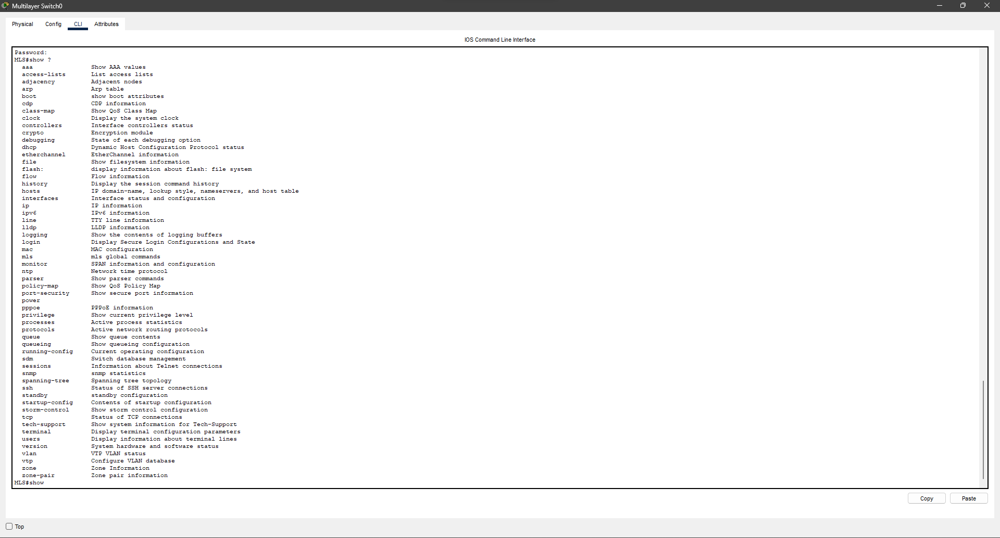 Multilayer Switch0
Physical Config CLI Attributes
IOS Command Line Interface
Password:
MLS#show ?
aaa Show AAA values
access-lists List access lists
adjacency Adjacent nodes
arp Arp table
boot show boot attributes
cdp CDP information
class-map Show QoS Class Map
clock Display the system clock
controllers Interface controllers status
crypto Encryption module
debugging State of each debugging option
dhcp Dynamic Host Configuration Protocol status
etherchannel EtherChannel information
file Show filesystem information
flash: display information about flash: file system
flow Flow information
history Display the session command history
hosts IP domain-name, lookup style, nameservers, and host table
interfaces Interface status and configuration
ip IP information
ipv6 IPv6 information
line TTY line information
lldp LLDP information
logging Show the contents of logging buffers
login Display Secure Login Configurations and State
mac MAC configuration
mls mls global commands
monitor SPAN information and configuration
ntp Network time protocol
parser Show parser commands
policy-map Show QoS Policy Map
port-security Show secure port information
power
pppoe PPPoE information
privilege Show current privilege level
processes Active process statistics
protocols Active network routing protocols
queue Show queue contents
queueing Show queueing configuration
running-config Current operating configuration
sdm Switch database management
sessions Information about Telnet connections
snmp snmp statistics
spanning-tree Spanning tree topology
ssh Status of SSH server connections
standby standby configuration
startup-config Contents of startup configuration
storm-control Show storm control configuration
tcp Status of TCP connections
tech-support Show system information for Tech-Support
terminal Display terminal configuration parameters
users Display information about terminal lines
version System hardware and software status
vlan VTP VLAN status
vtp Configure VLAN database
zone Zone Information
zone-pair Zone pair information
MLS#show
Copy Paste
Top